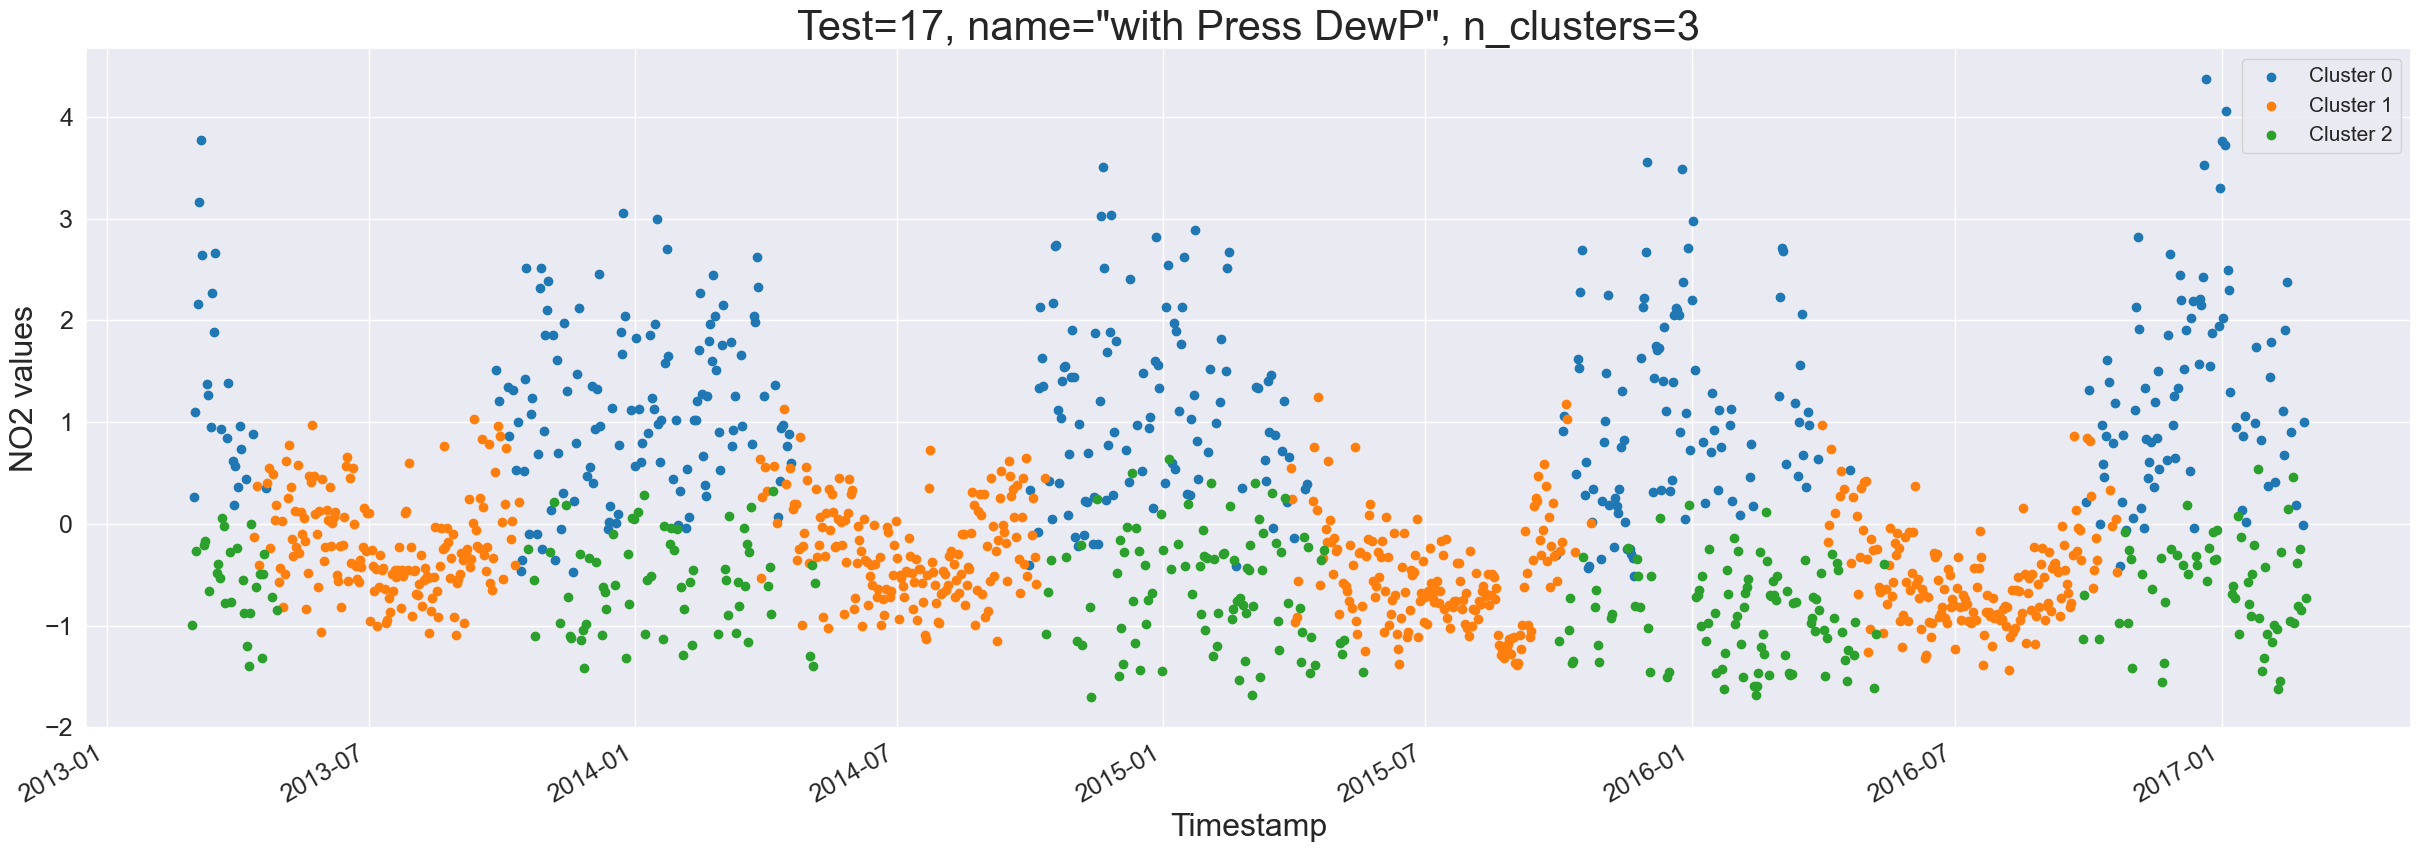 Test=17, name="with Press DewP", n_clusters=3
Cluster 0
Cluster 1
Cluster 2
NO2 values
4
3
2
1
0
−1
−2
2013-01
2013-07
2014-01
2014-07
2015-01
2015-07
2016-01
2016-07
2017-01
Timestamp